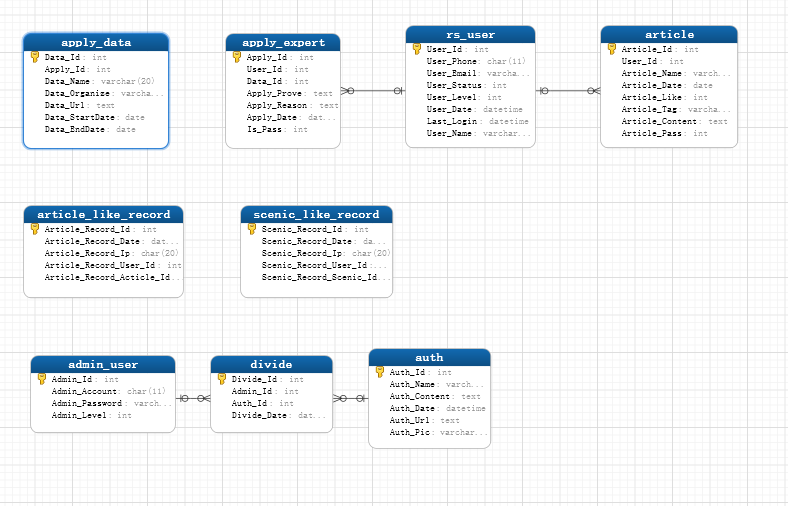 apply_data
Data_Id: int
Apply_Id: int
Data_Name: varchar(20)
Data_Organize: varcha...
Data_Url: text
Data_StartDate: date
Data_EndDate: date
apply_expert
Apply_Id: int
User_Id: int
Data_Id: int
Apply_Prove: text
Apply_Reason: text
Apply_Date: dat...
Is_Pass: int
rs_user
User_Id: int
User_Phone: char(11)
User_Email: varcha...
User_Status: int
User_Level: int
User_Date: datetime
Last_Login: datetime
User_Name: varchar...
article
Article_Id: int
User_Id: int
Article_Name: varch...
Article_Date: date
Article_Like: int
Article_Tag: varcha...
Article_Content: text
Article_Pass: int
article_like_record
Article_Record_Id: int
Article_Record_Date: dat...
Article_Record_Ip: char(20)
Article_Record_User_Id: int
Article_Record_Acticle_Id...
scenic_like_record
Scenic_Record_Id: int
Scenic_Record_Date: da...
Scenic_Record_Ip: char(20)
Scenic_Record_User_Id:...
Scenic_Record_Scenic_Id...
admin_user
Admin_Id: int
Admin_Account: char(11)
Admin_Password: varch...
Admin_Level: int
divide
Divide_Id: int
Admin_Id: int
Auth_Id: int
Divide_Date: dat...
auth
Auth_Id: int
Auth_Name: varch...
Auth_Content: text
Auth_Date: datetime
Auth_Url: text
Auth_Pic: varchar...